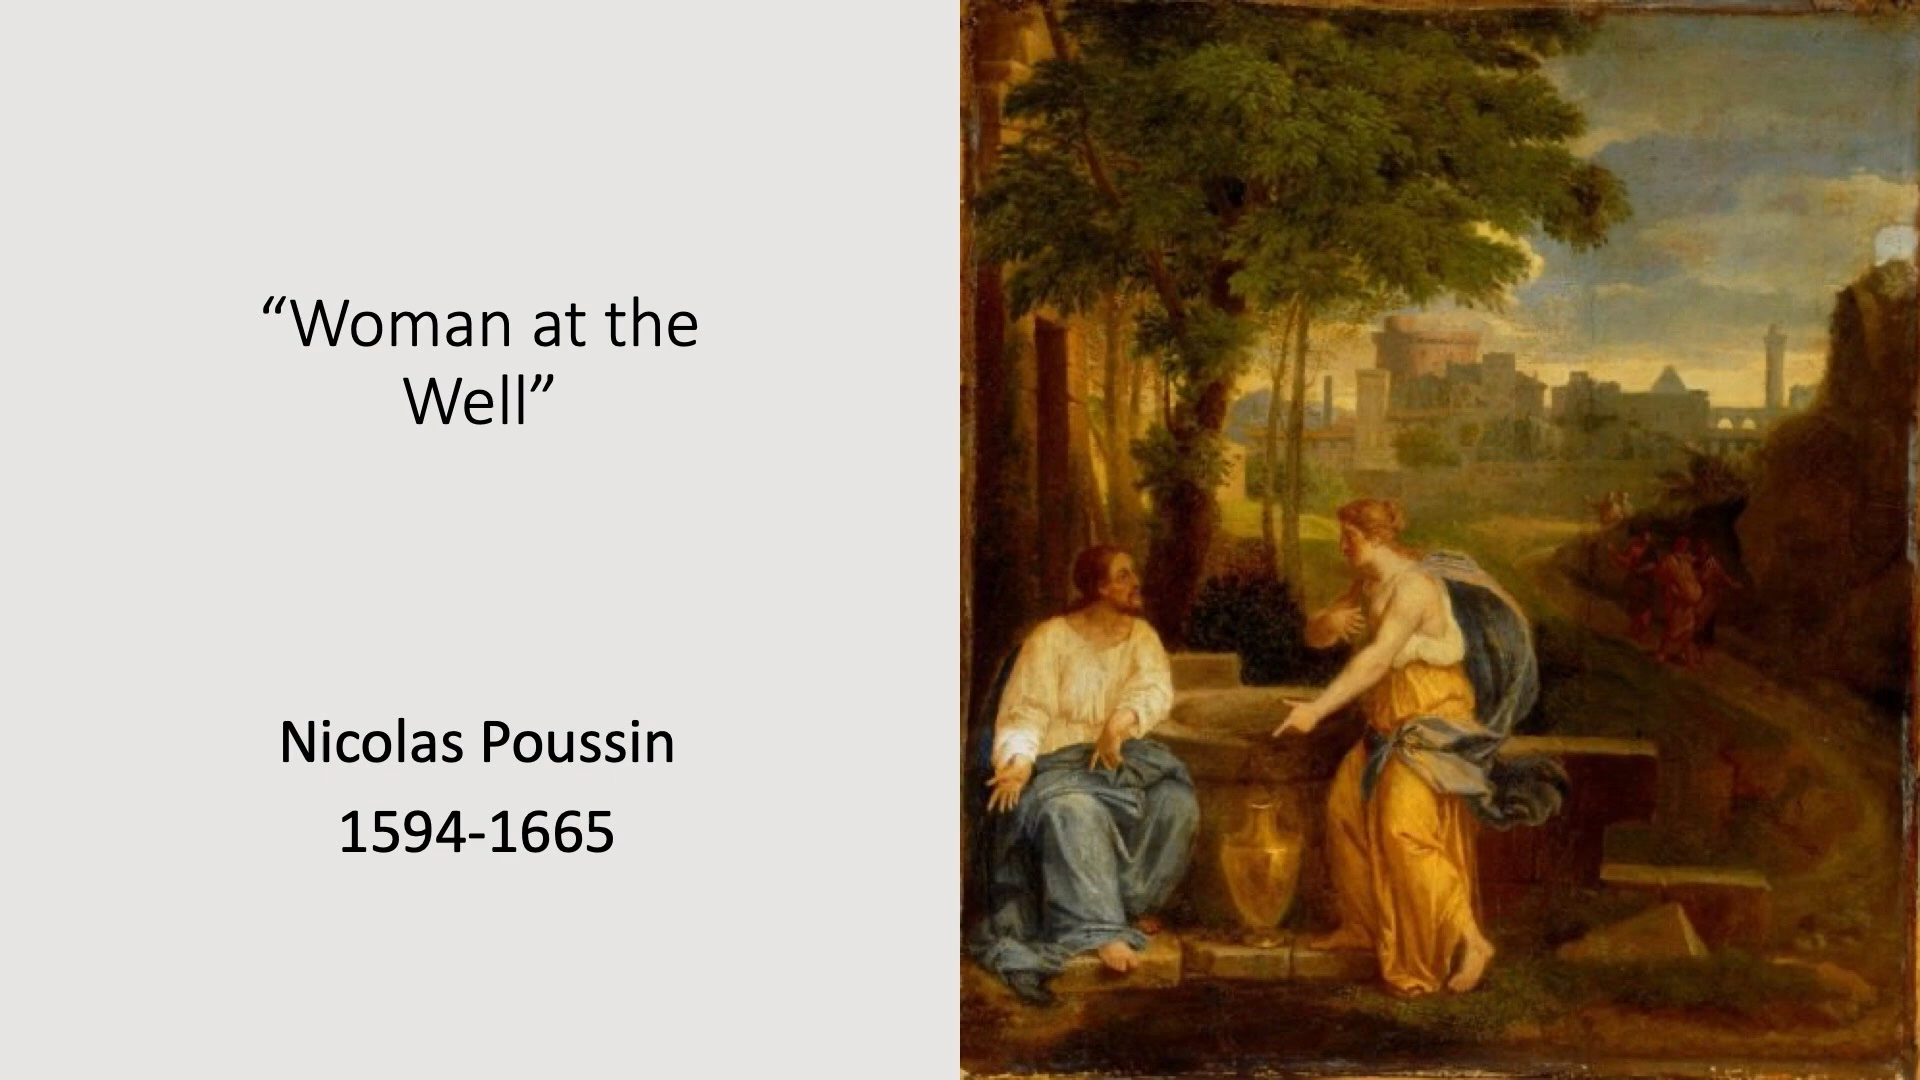 “Woman at the
Well”
Nicolas Poussin
1594-1665